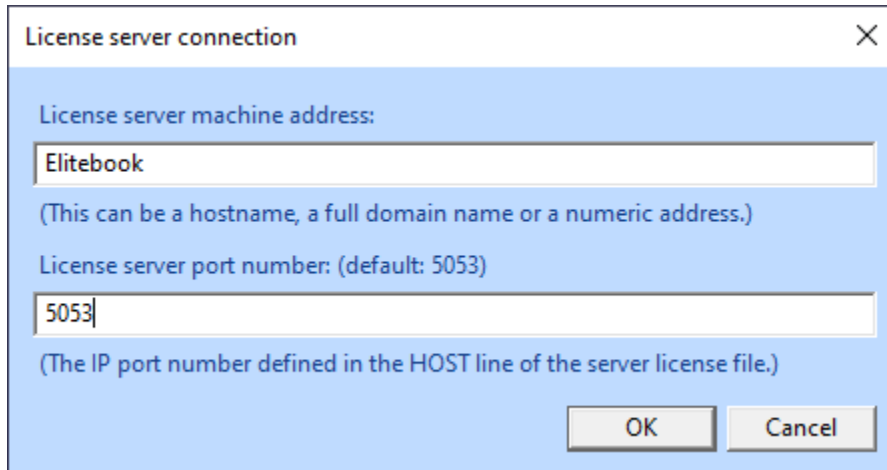 License server connection
License server machine address:
Elitebook
(This can be a hostname, a full domain name or a numeric address.)
License server port number: (default: 5053)
5053
(The IP port number defined in the HOST line of the server license file.)
OK Cancel